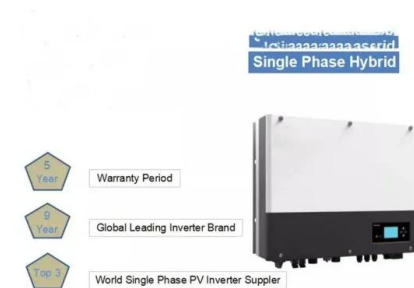 Single Phase Hybrid
5
Year
Warranty Period
9
Year
Global Leading Inverter Brand
Top 3
World Single Phase PV Inverter Suppler